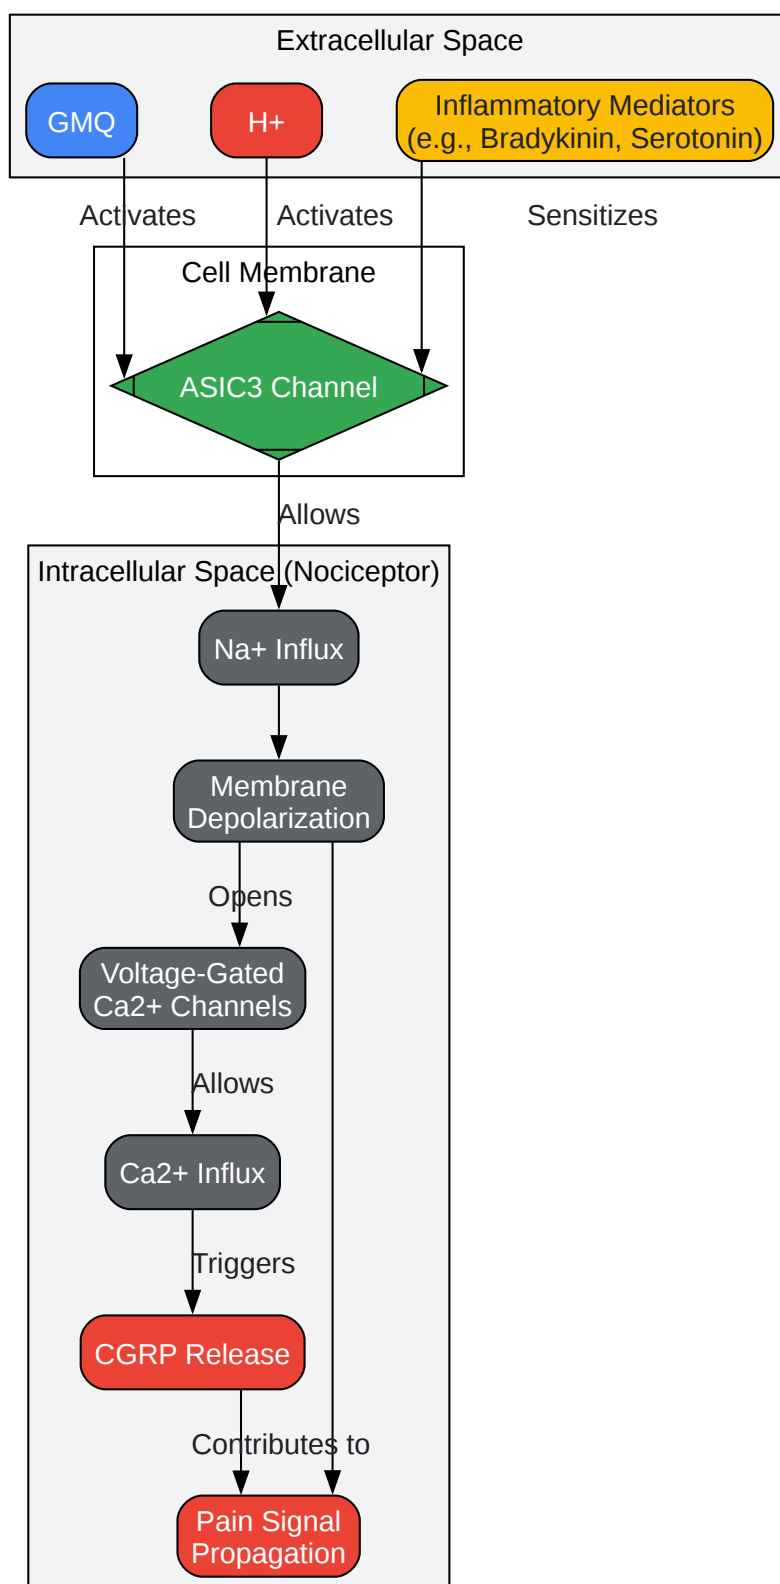 Extracellular Space
GMQ
H+
Inflammatory Mediators
(e.g., Bradykinin, Serotonin)
Activates
Activates
Sensitizes
Cell Membrane
ASIC3 Channel
Allows
Intracellular Space (Nociceptor)
Na+ Influx
Membrane
Depolarization
Opens
Voltage-Gated
Ca2+ Channels
Allows
Ca2+ Influx
Triggers
CGRP Release
Contributes to
Pain Signal
Propagation